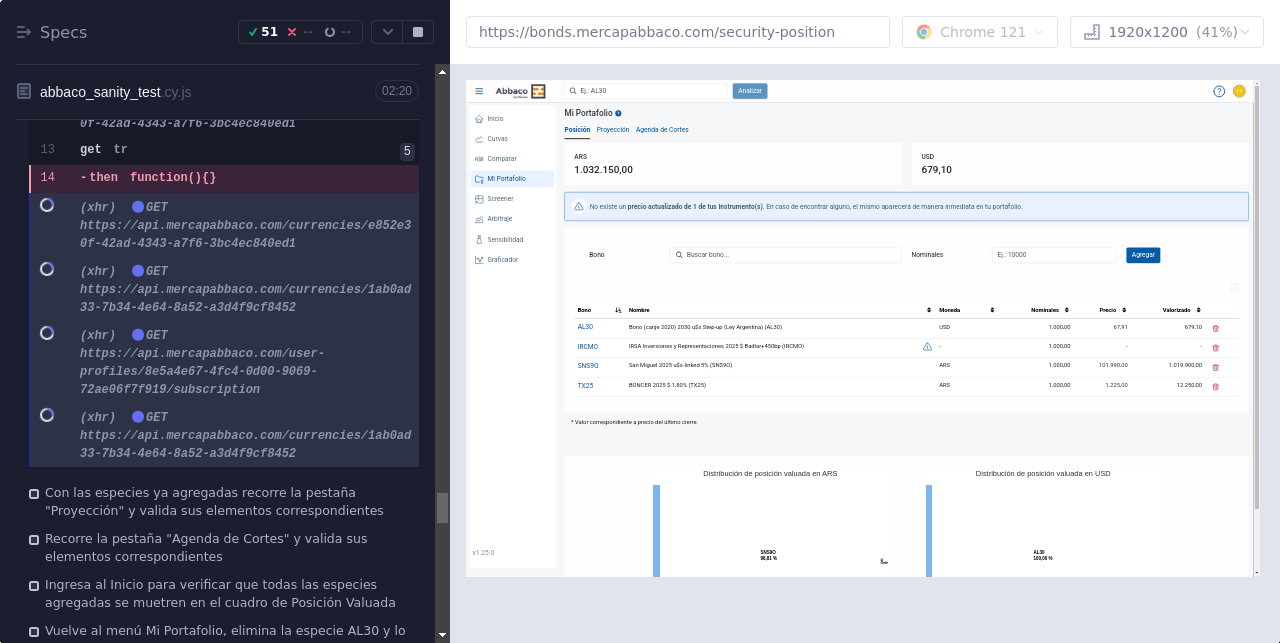 Specs
51
--
--
abbaco_sanity_test.cy.js
02:20
0f-42ad-4343-a7f6-3bc4ec840ed1
13 get tr 5
14 -then function(){}
(xhr) GET
https://api.mercapabbaco.com/currencies/e852e3
0f-42ad-4343-a7f6-3bc4ec840ed1
(xhr) GET
https://api.mercapabbaco.com/currencies/1ab0ad
33-7b34-4e64-8a52-a3d4f9cf8452
(xhr) GET
https://api.mercapabbaco.com/user-
profiles/8e5a4e67-4fc4-0d00-9069-
72ae06f7f919/subscription
(xhr) GET
https://api.mercapabbaco.com/currencies/1ab0ad
33-7b34-4e64-8a52-a3d4f9cf8452
Con las especies ya agregadas recorre la pestaña
"Proyección" y valida sus elementos correspondientes
Recorre la pestaña "Agenda de Cortes" y valida sus
elementos correspondientes
Ingresa al Inicio para verificar que todas las especies
agregadas se muetren en el cuadro de Posición Valuada
Vuelve al menú Mi Portafolio, elimina la especie AL30 y lo
https://bonds.mercapabbaco.com/security-position
Chrome 121
1920x1200 (41%)
Abbaco
Ej.: AL30
Analizar
Inicio
Curvas
Comparar
Mi Portafolio
Screener
Arbitraje
Sensibilidad
Graficador
v1.25.0
Mi Portafolio
Posición Proyección Agenda de Cortes
ARS
1.032.150,00
USD
679,10
No existe un precio actualizado de 1 de tus Instrumento(s). En caso de encontrar alguno, el mismo aparecerá de manera inmediata en tu portafolio.
Bono
Buscar bono...
Nominales
Ej.: 10000
Agregar
Bono Nombre Moneda Nominales Precio Valorizado
AL30 Bono (canje 2020) 2030 u$s Step-up (Ley Argentina) (AL30) USD 1.000,00 67,91 679,10
IRCMO IRSA Inversiones y Representaciones 2025 $ Badlar+450bp (IRCMO) - 1.000,00 - -
SNS9O San Miguel 2025 u$s-linked 5% (SNS9O) ARS 1.000,00 101.990,00 1.019.900,00
TX25 BONCER 2025 $ 1,80% (TX25) ARS 1.000,00 1.225,00 12.250,00
* Valor correspondiente a precio del último cierre.
Distribución de posición valuada en ARS
SNS9O
98,81 %
Distribución de posición valuada en USD
AL30
100,00 %